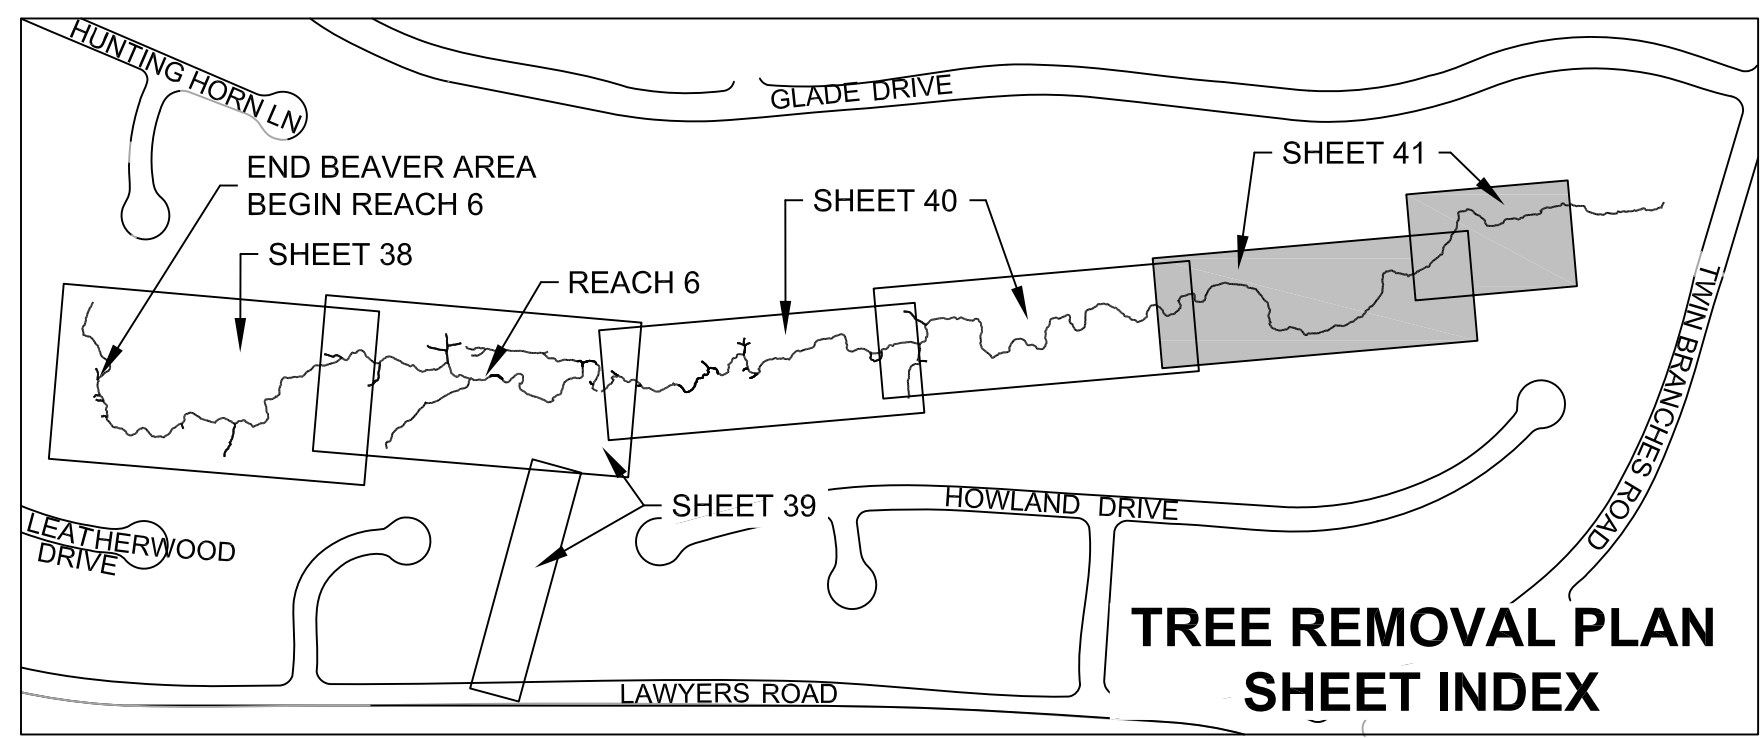 HUNTING HORN LN
GLADE DRIVE
SHEET 41
END BEAVER AREA
BEGIN REACH 6
SHEET 40
SHEET 38
REACH 6
TWIN BRANCHES ROAD
SHEET 39
HOWLAND DRIVE
LEATHERWOOD
DRIVE
LAWYERS ROAD
TREE REMOVAL PLAN
SHEET INDEX